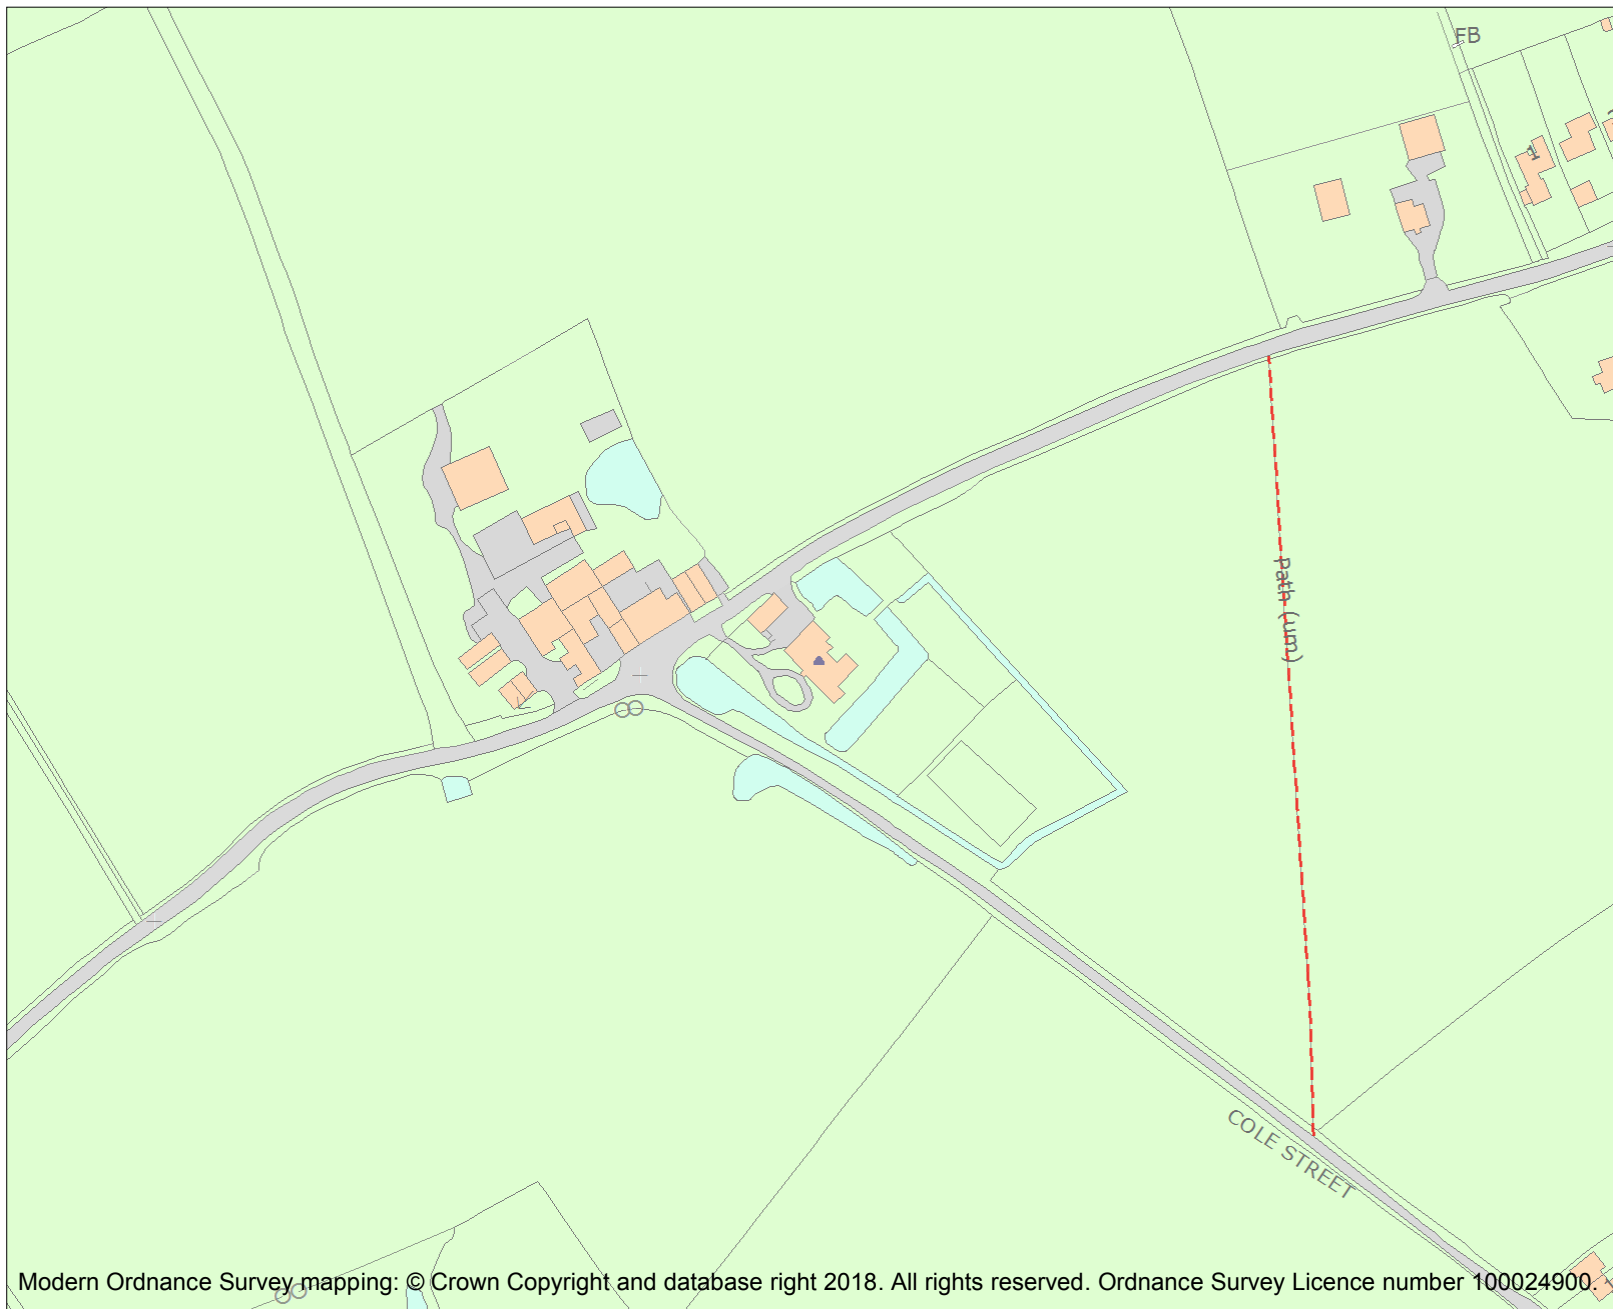 FB
1
Path (um)
COLE STREET
Modern Ordnance Survey mapping: © Crown Copyright and database right 2018. All rights reserved. Ordnance Survey Licence number 100024900.